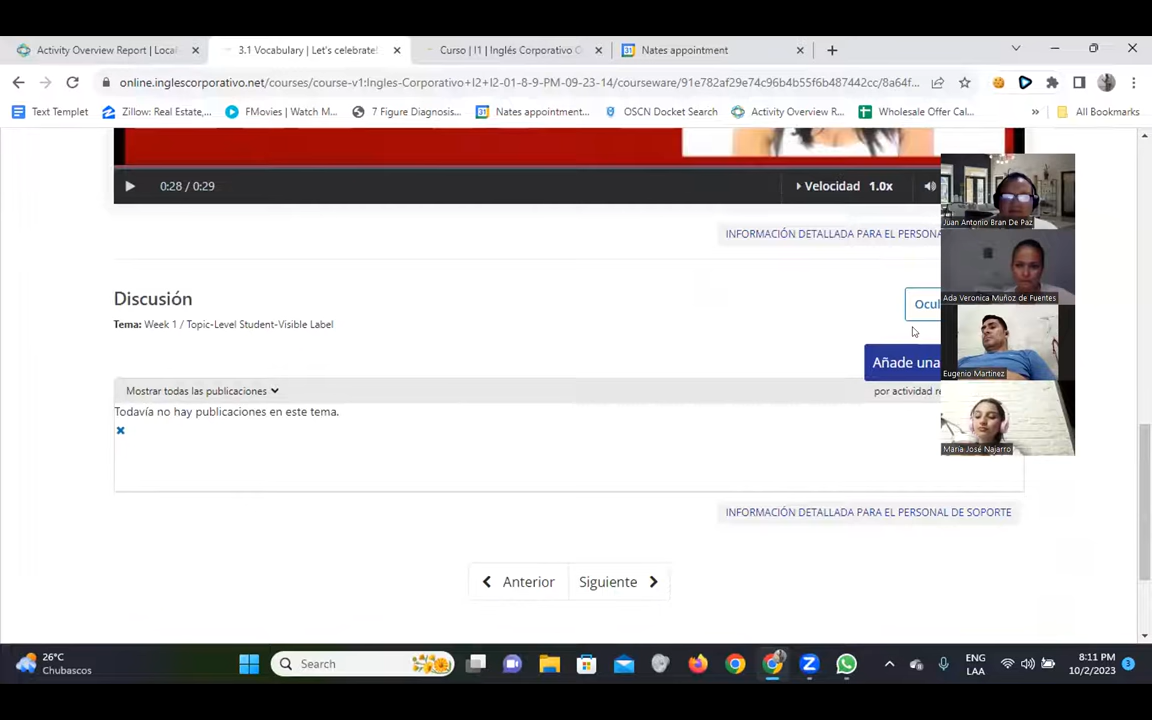 Activity Overview Report | Local
3.1 Vocabulary | Let's celebrate!
Curso | I1 | Inglés Corporativo O
31 Nates appointment
online.inglescorporativo.net/courses/course-v1:Ingles-Corporativo+I2+I2-01-8-9-PM-09-23-14/courseware/91e782af29e74c96b4b55f6b487442cc/8a64f...
Text Templet
Zillow: Real Estate,...
FMovies | Watch M...
7 Figure Diagnosis...
Nates appointment...
OSCN Docket Search
Activity Overview R...
Wholesale Offer Cal...
»
All Bookmarks
0:28 / 0:29
Velocidad 1.0x
Juan Antonio Bran De Paz
INFORMACIÓN DETALLADA PARA EL PERSONA
Ada Veronica Muñoz de Fuentes
Discusión
Ocul
Tema: Week 1 / Topic-Level Student-Visible Label
Añade una
Eugenio Martinez
Mostrar todas las publicaciones
por actividad re
Todavía no hay publicaciones en este tema.
María José Najarro
INFORMACIÓN DETALLADA PARA EL PERSONAL DE SOPORTE
Anterior
Siguiente
26°C
Chubascos
Search
ENG
LAA
8:11 PM
10/2/2023
3